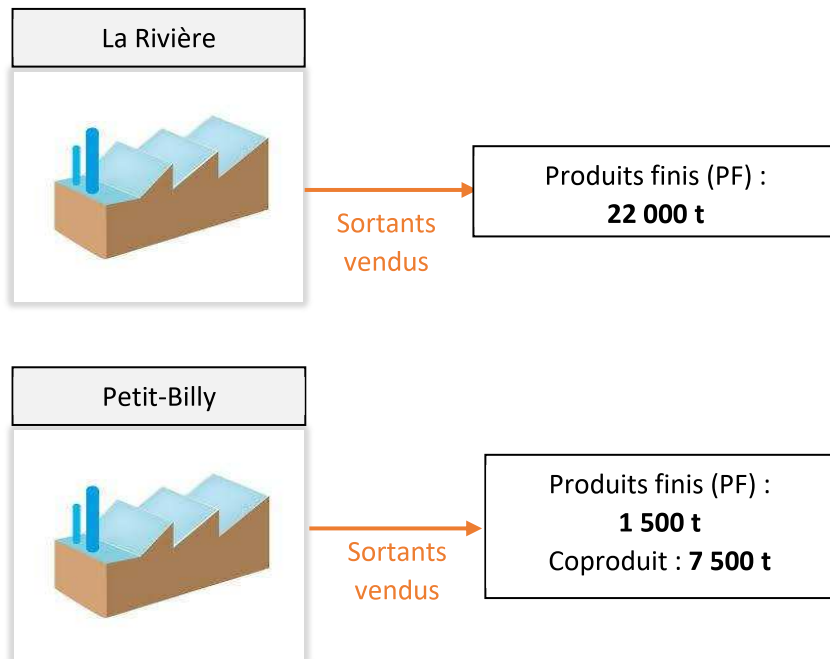 La Rivière
Produits finis (PF) :
22 000 t
Sortants
vendus
Petit-Billy
Produits finis (PF) :
1 500 t
Coproduit : 7 500 t
Sortants
vendus